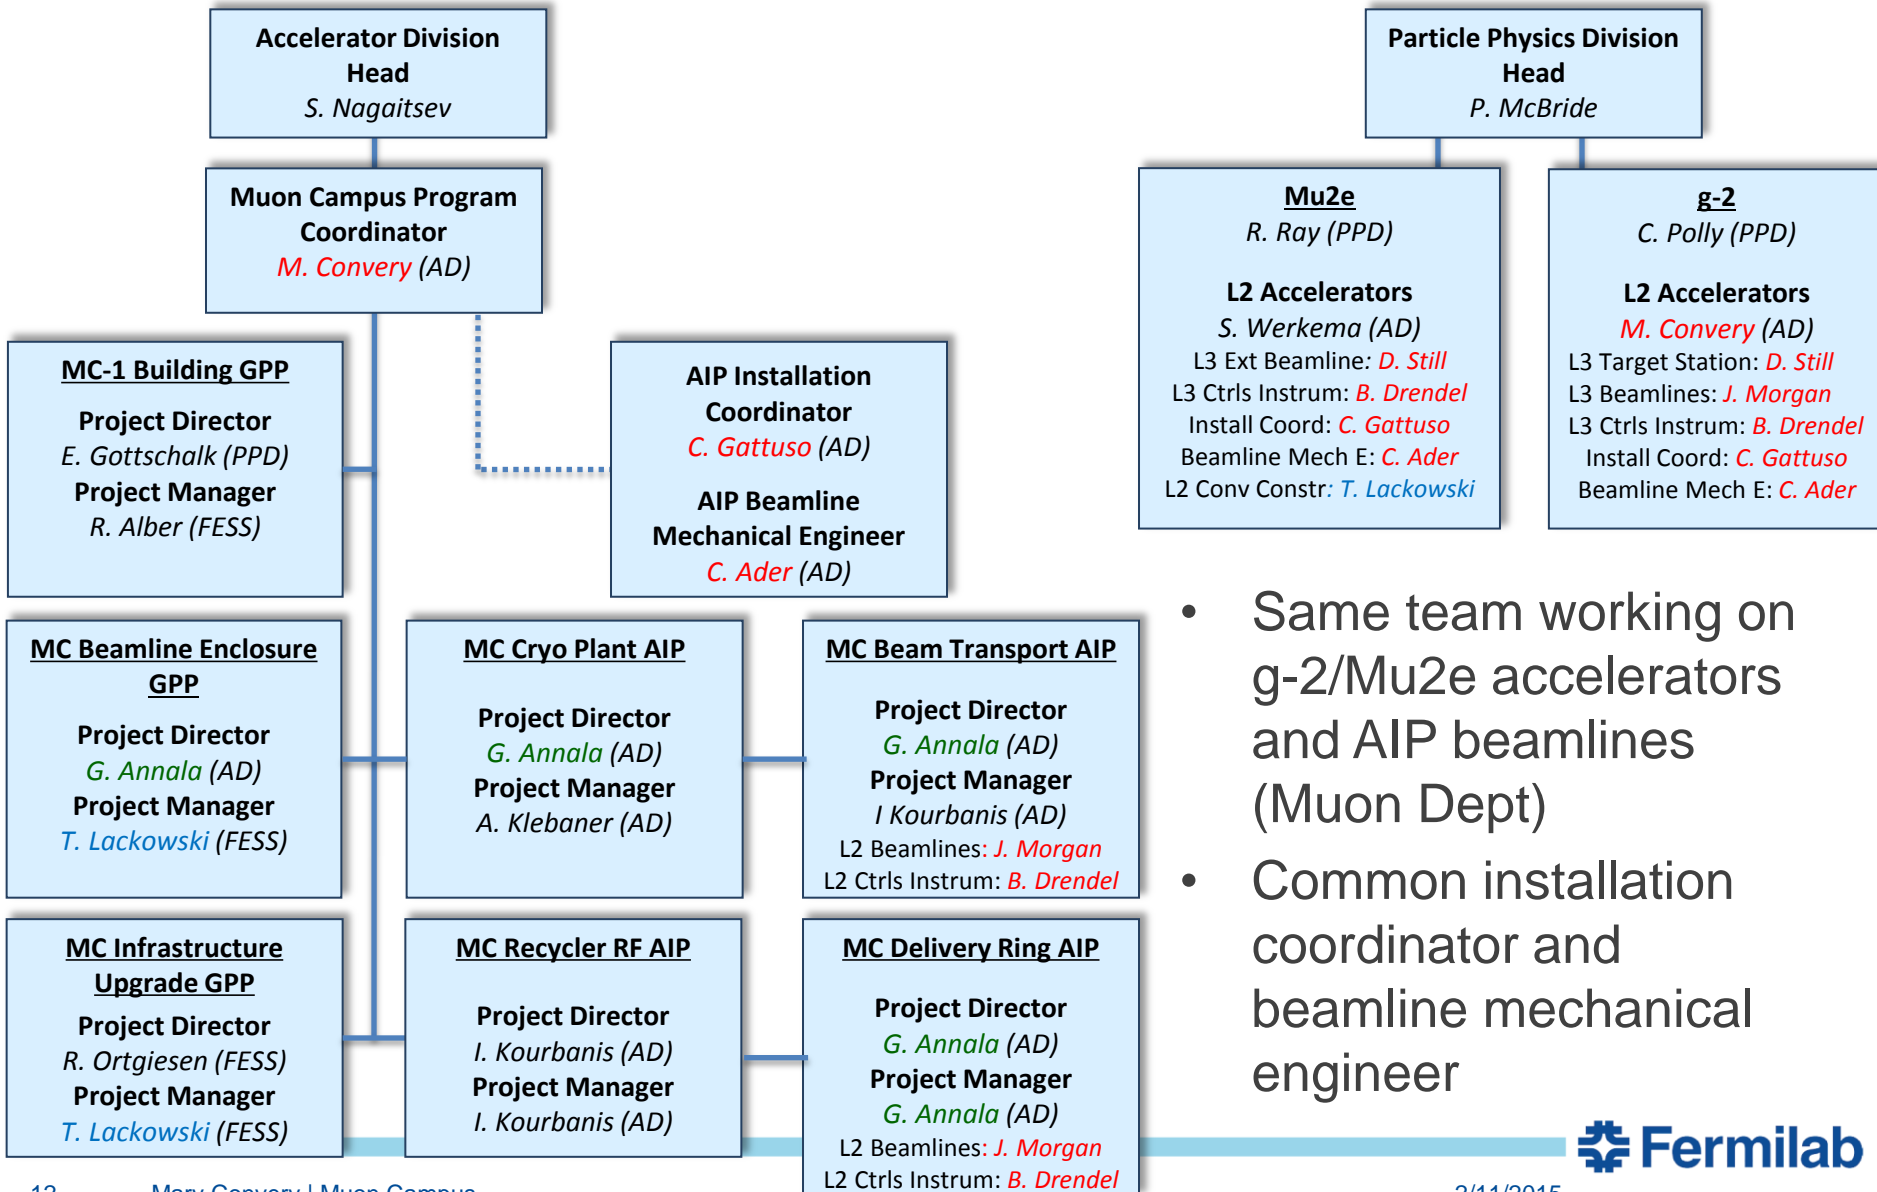 Accelerator Division
Head
S. Nagaitsev
Particle Physics Division
Head
P. McBride
Muon Campus Program
Coordinator
M. Convery (AD)
Mu2e
R. Ray (PPD)
L2 Accelerators
S. Werkema (AD)
L3 Ext Beamline: D. Still
L3 Ctrls Instrum: B. Drendel
Install Coord: C. Gattuso
Beamline Mech E: C. Ader
L2 Conv Constr: T. Lackowski
g-2
C. Polly (PPD)
L2 Accelerators
M. Convery (AD)
L3 Target Station: D. Still
L3 Beamlines: J. Morgan
L3 Ctrls Instrum: B. Drendel
Install Coord: C. Gattuso
Beamline Mech E: C. Ader
MC-1 Building GPP
Project Director
E. Gottschalk (PPD)
Project Manager
R. Alber (FESS)
AIP Installation
Coordinator
C. Gattuso (AD)
AIP Beamline
Mechanical Engineer
C. Ader (AD)
MC Beamline Enclosure
GPP
Project Director
G. Annala (AD)
Project Manager
T. Lackowski (FESS)
MC Cryo Plant AIP
Project Director
G. Annala (AD)
Project Manager
A. Klebaner (AD)
MC Beam Transport AIP
Project Director
G. Annala (AD)
Project Manager
I Kourbanis (AD)
L2 Beamlines: J. Morgan
L2 Ctrls Instrum: B. Drendel
MC Infrastructure
Upgrade GPP
Project Director
R. Ortgiesen (FESS)
Project Manager
T. Lackowski (FESS)
MC Recycler RF AIP
Project Director
I. Kourbanis (AD)
Project Manager
I. Kourbanis (AD)
MC Delivery Ring AIP
Project Director
G. Annala (AD)
Project Manager
G. Annala (AD)
L2 Beamlines: J. Morgan
L2 Ctrls Instrum: B. Drendel
• Same team working on
g-2/Mu2e accelerators
and AIP beamlines
(Muon Dept)
• Common installation
coordinator and
beamline mechanical
engineer
Fermilab
12 Mary Convery | Muon Campus
2/11/2015